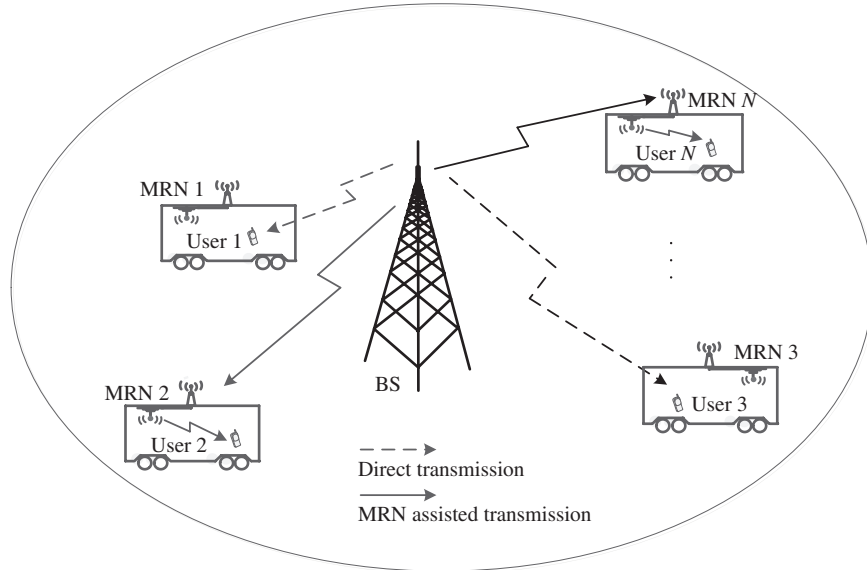 MRN N
User N
MRN 1
User 1
MRN 3
User 3
BS
MRN 2
User 2
Direct transmission
MRN assisted transmission